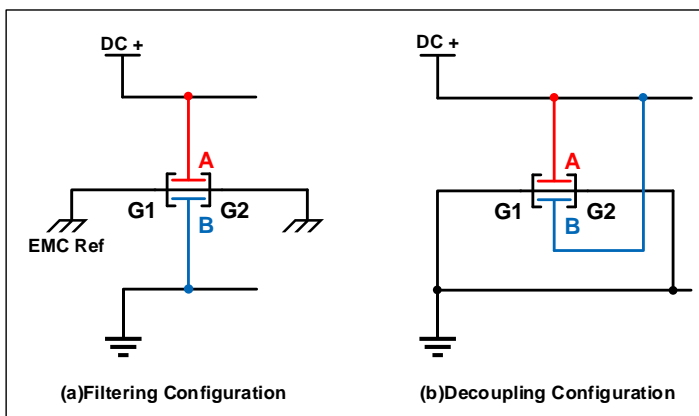 DC +
DC +
A
A
G1
G2
G1
G2
B
B
EMC Ref
(a)Filtering Configuration
(b)Decoupling Configuration